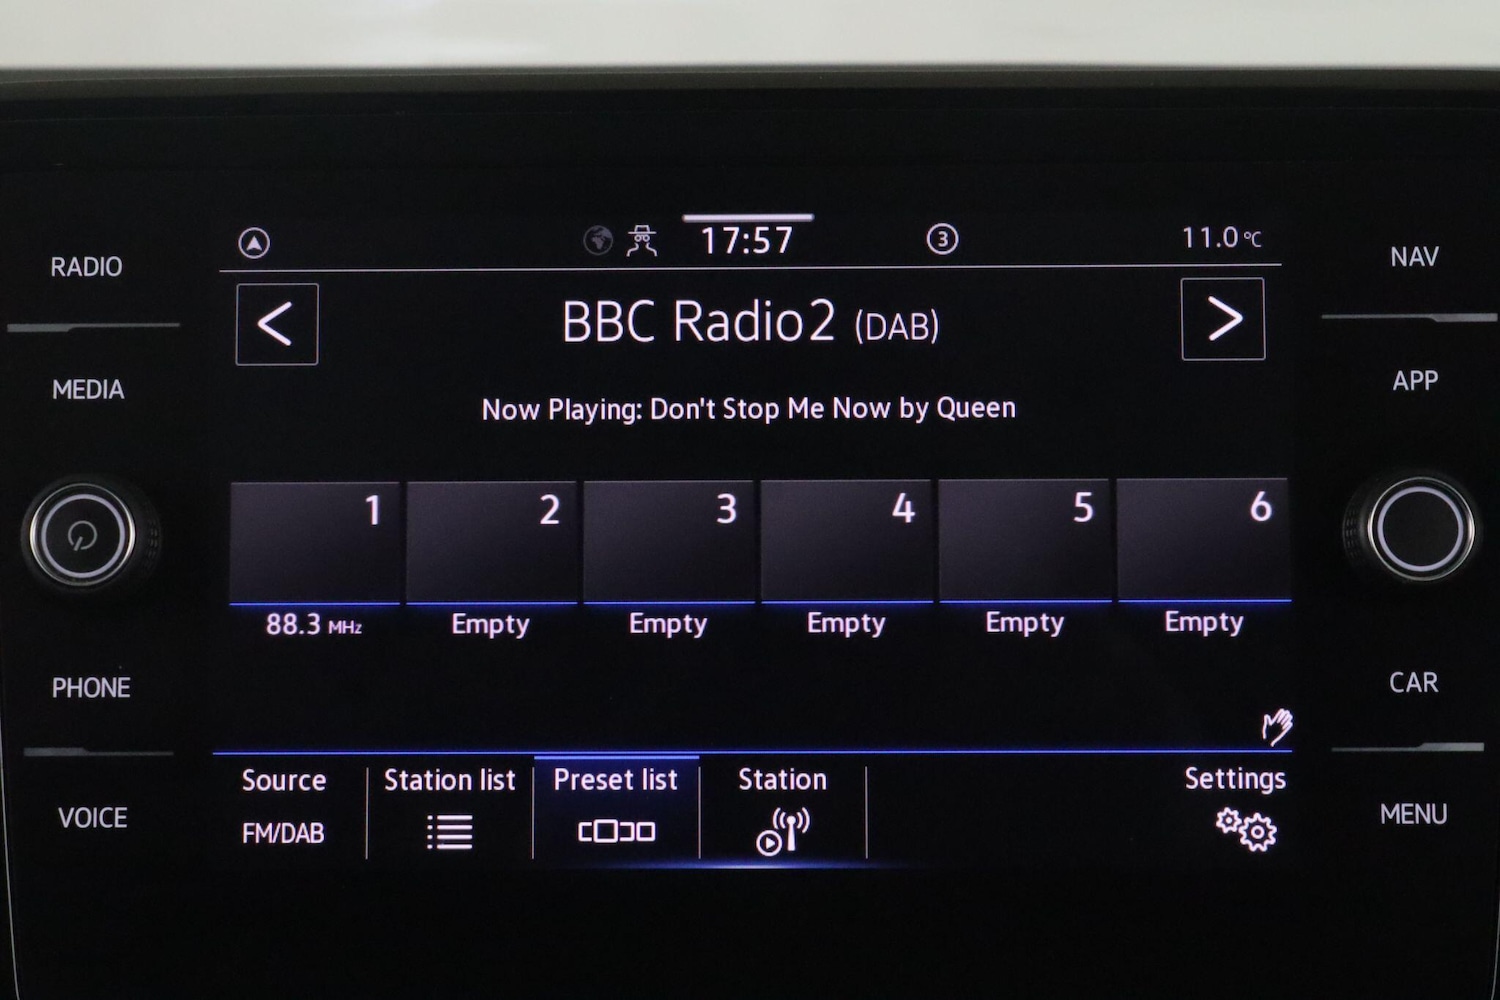 17:57 3 11.0 °C
RADIO NAV
< BBC Radio2 (DAB) >
MEDIA APP
Now Playing: Don't Stop Me Now by Queen
1 2 3 4 5 6
88.3 MHz Empty Empty Empty Empty Empty
PHONE CAR
Source Station list Preset list Station Settings
FM/DAB
VOICE MENU